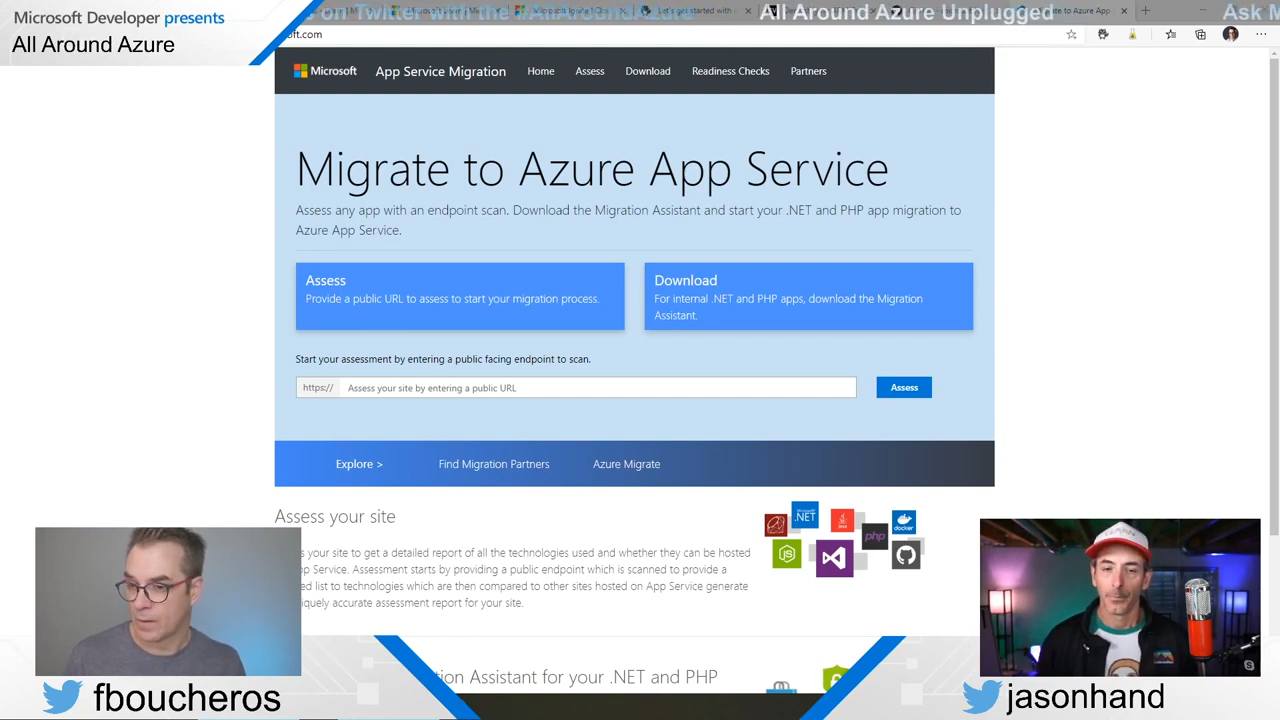 Microsoft Developer presents
All Around Azure
All Around Azure Unplugged
Ask M
oft.com
Microsoft
App Service Migration
Home
Assess
Download
Readiness Checks
Partners
Migrate to Azure App Service
Assess any app with an endpoint scan. Download the Migration Assistant and start your .NET and PHP app migration to
Azure App Service.
Assess
Provide a public URL to assess to start your migration process.
Download
For internal .NET and PHP apps, download the Migration
Assistant.
Start your assessment by entering a public facing endpoint to scan.
https://
Assess your site by entering a public URL
Assess
Explore >
Find Migration Partners
Azure Migrate
Assess your site
s your site to get a detailed report of all the technologies used and whether they can be hosted
pp Service. Assessment starts by providing a public endpoint which is scanned to provide a
ed list to technologies which are then compared to other sites hosted on App Service generate
iquely accurate assessment report for your site.
Microsoft
.NET
php
docker
JS
tion Assistant for your .NET and PHP
fboucheros
jasonhand